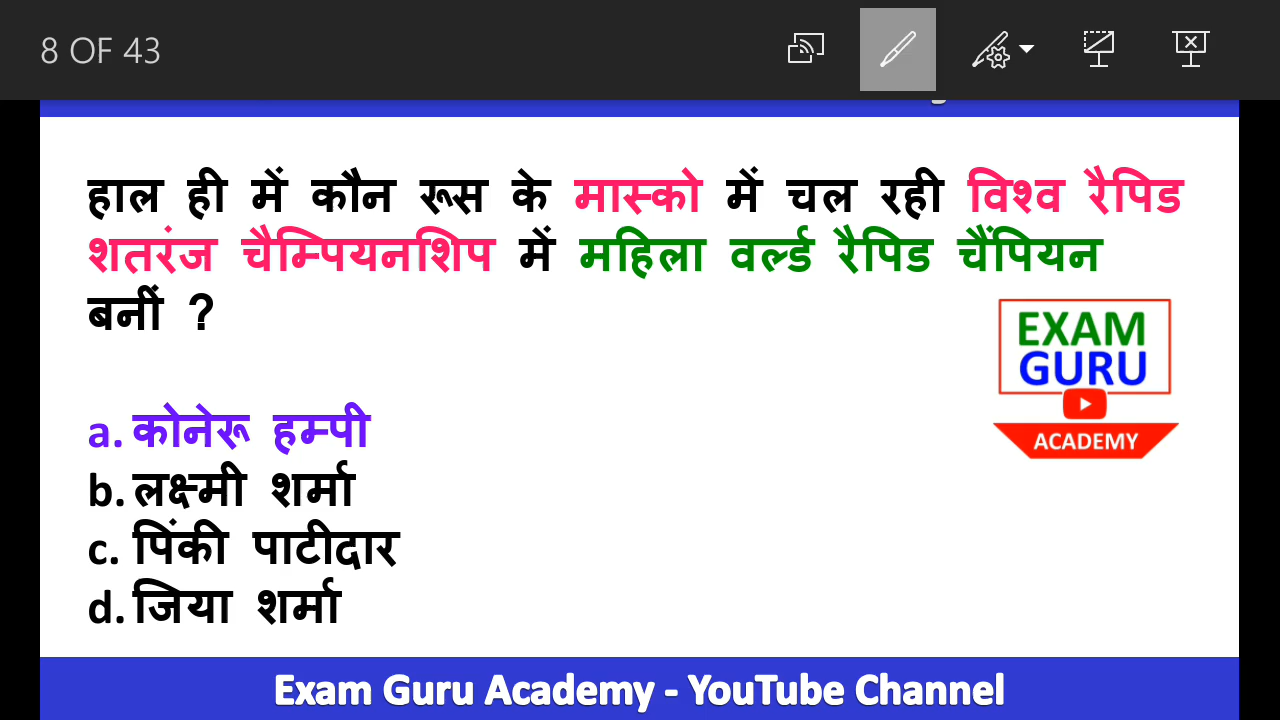 8 OF 43
हाल ही में कौन रूस के मास्को में चल रही विश्व रैपिड
शतरंज चैम्पियनशिप में महिला वर्ल्ड रैपिड चैंपियन
बनीं ?
EXAM
GURU
ACADEMY
a. कोनेरू हम्पी
b. लक्ष्मी शर्मा
c. पिंकी पाटीदार
d. जिया शर्मा
Exam Guru Academy - YouTube Channel